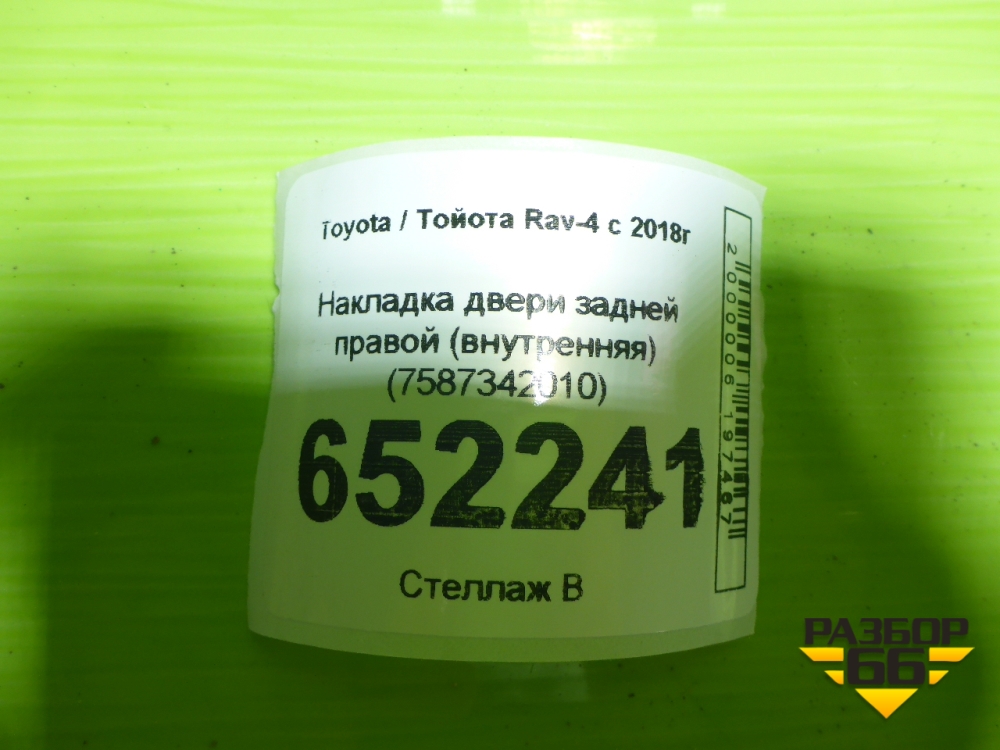 Toyota / Тойота Rav-4 с 2018г
Накладка двери задней
правой (внутренняя)
(7587342010)
652241
Стеллаж В
2000006197467
РАЗБОР
66